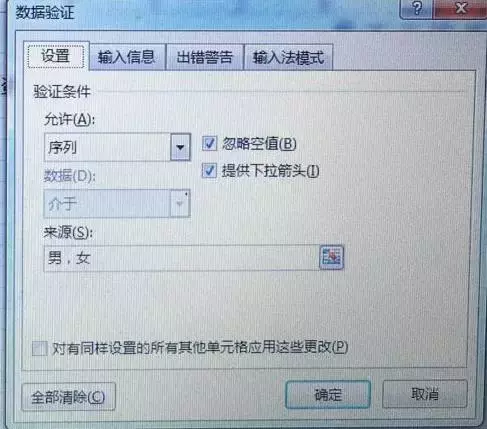 数据验证
设置 输入信息 出错警告 输入法模式
验证条件
允许(A):
序列
忽略空值(B)
数据(D):
提供下拉箭头(I)
介于
来源(S):
男，女
对有同样设置的所有其他单元格应用这些更改(P)
全部清除(C) 确定 取消